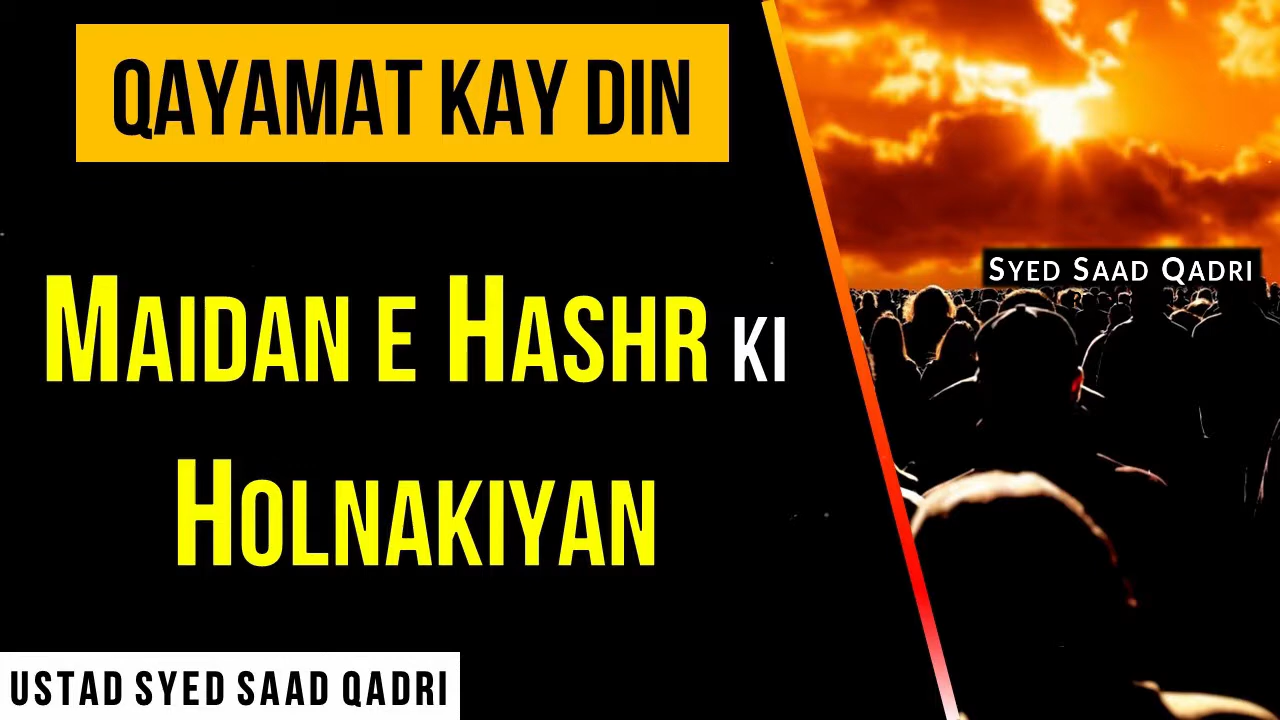 QAYAMAT KAY DIN
MAIDAN E HASHR KI
HOLNAKIYAN
SYED SAAD QADRI
USTAD SYED SAAD QADRI